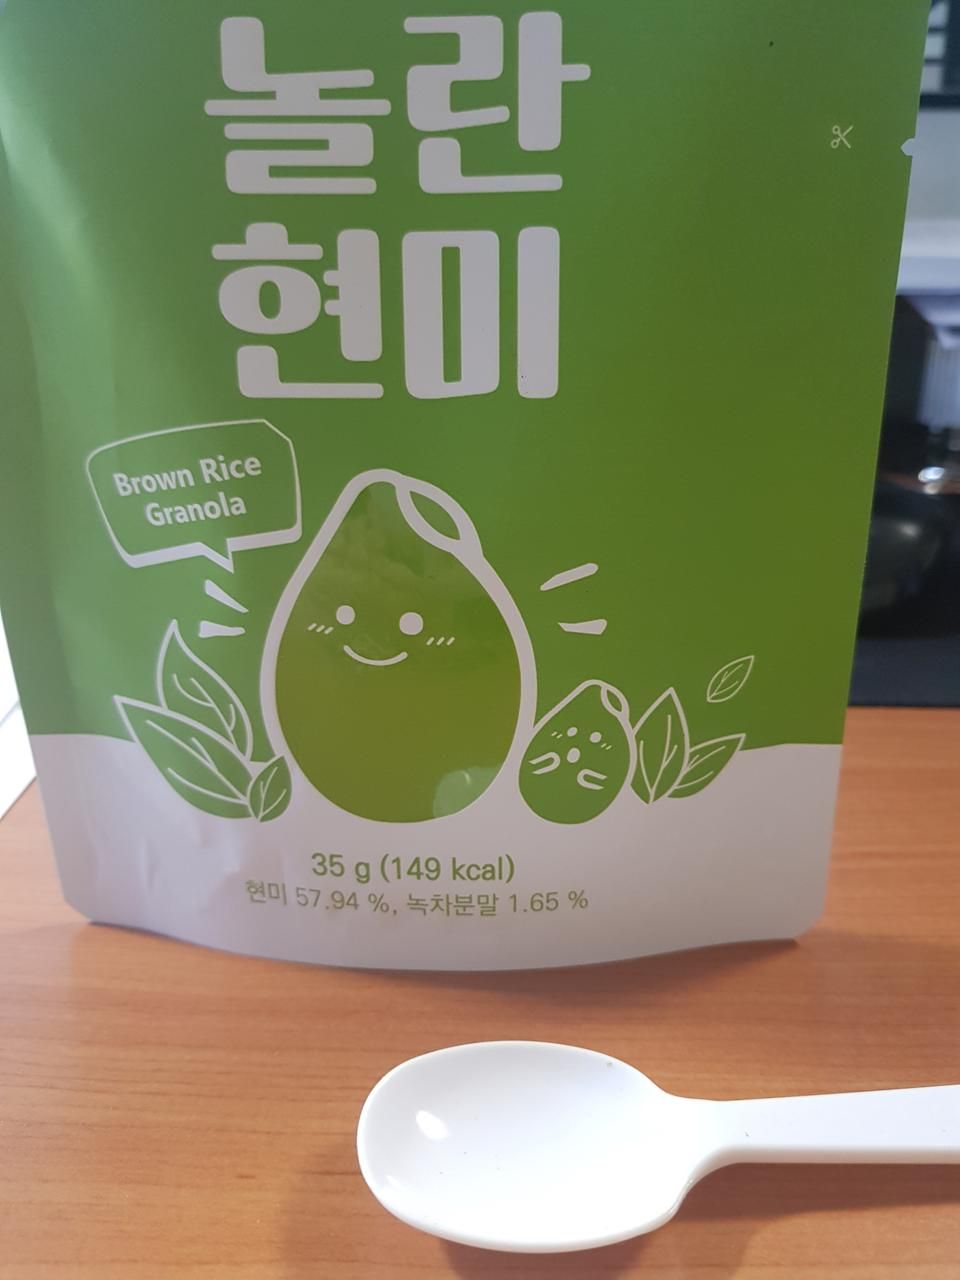 놀란
현미
Brown Rice
Granola
35 g (149 kcal)
현미 57.94 %, 녹차분말 1.65 %